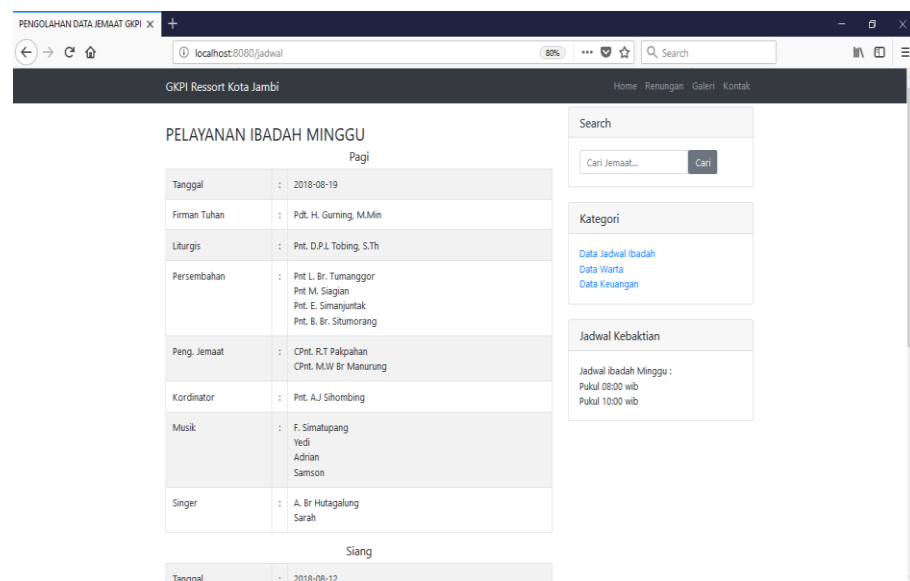 PENGOLAHAN DATA JEMAAT GKPI
localhost:8080/jadwal
80%
Search
GKPI Ressort Kota Jambi
Home Renungan Galeri Kontak
PELAYANAN IBADAH MINGGU
Pagi
Tanggal : 2018-08-19
Firman Tuhan : Pdt. H. Gurning, M.Min
Liturgis : Pnt. D.P.L Tobing, S.Th
Persembahan : Pnt L. Br. Tumanggor
Pnt M. Siagian
Pnt. E. Simanjuntak
Pnt. B. Br. Situmorang
Peng. Jemaat : CPnt. R.T Pakpahan
CPnt. M.W Br Manurung
Kordinator : Pnt. A.J Sihombing
Musik : F. Simatupang
Yedi
Adrian
Samson
Singer : A. Br Hutagalung
Sarah
Siang
Tanggal : 2018-08-12
Search
Cari Jemaat... Cari
Kategori
Data Jadwal Ibadah
Data Warta
Data Keuangan
Jadwal Kebaktian
Jadwal ibadah Minggu :
Pukul 08:00 wib
Pukul 10:00 wib